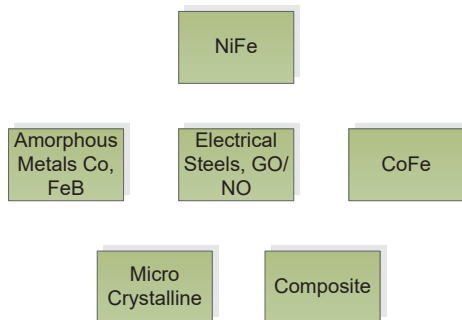 NiFe
Amorphous
Metals Co,
FeB
Electrical
Steels, GO/
NO
CoFe
Micro
Crystalline
Composite